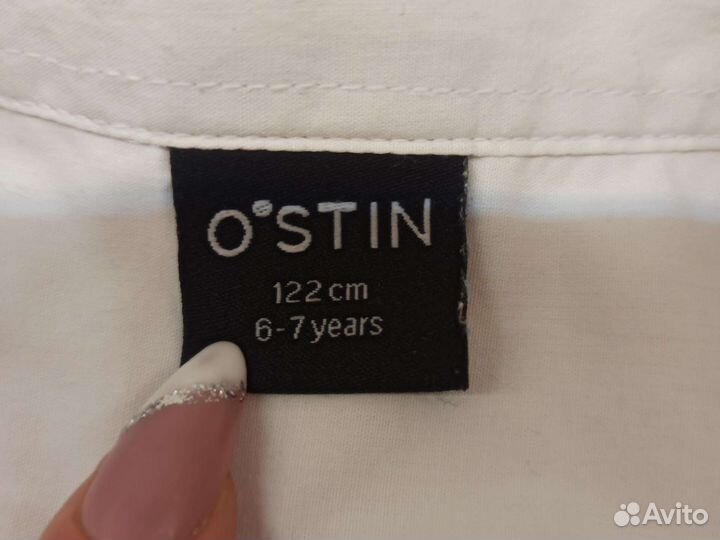 O°STIN
122 cm
6-7 years
Avito